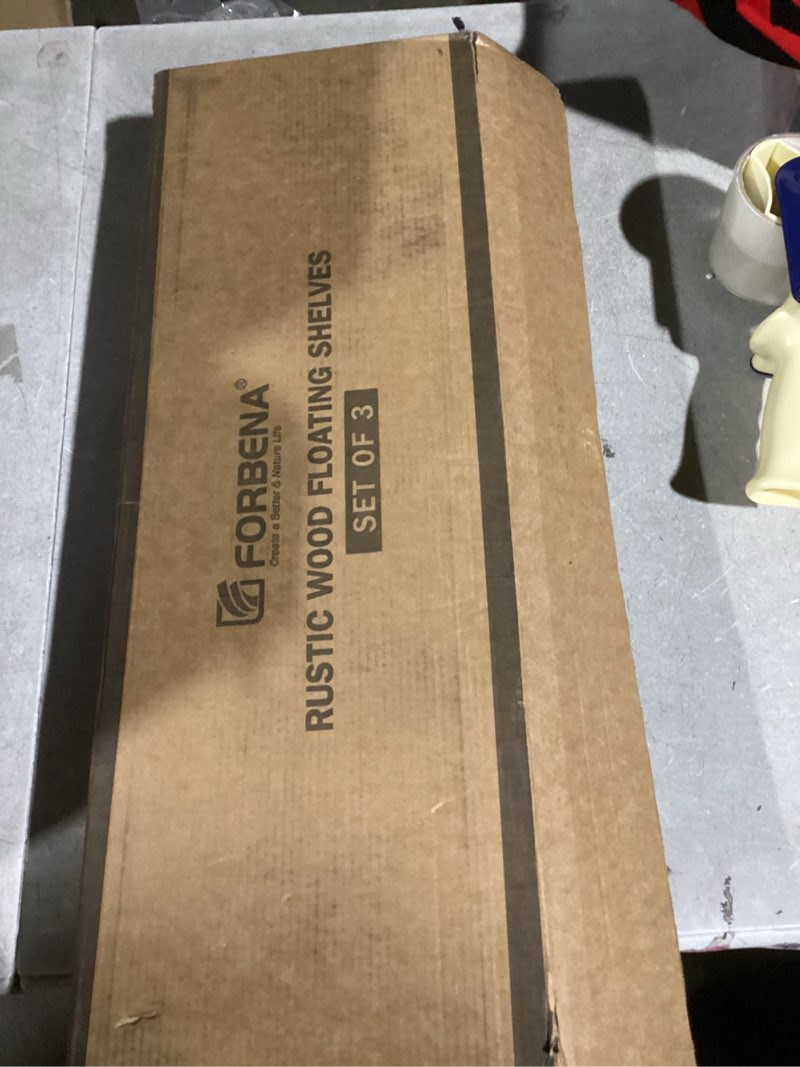 FORBENA®
Create a Better & Nature Life
RUSTIC WOOD FLOATING SHELVES
SET OF 3